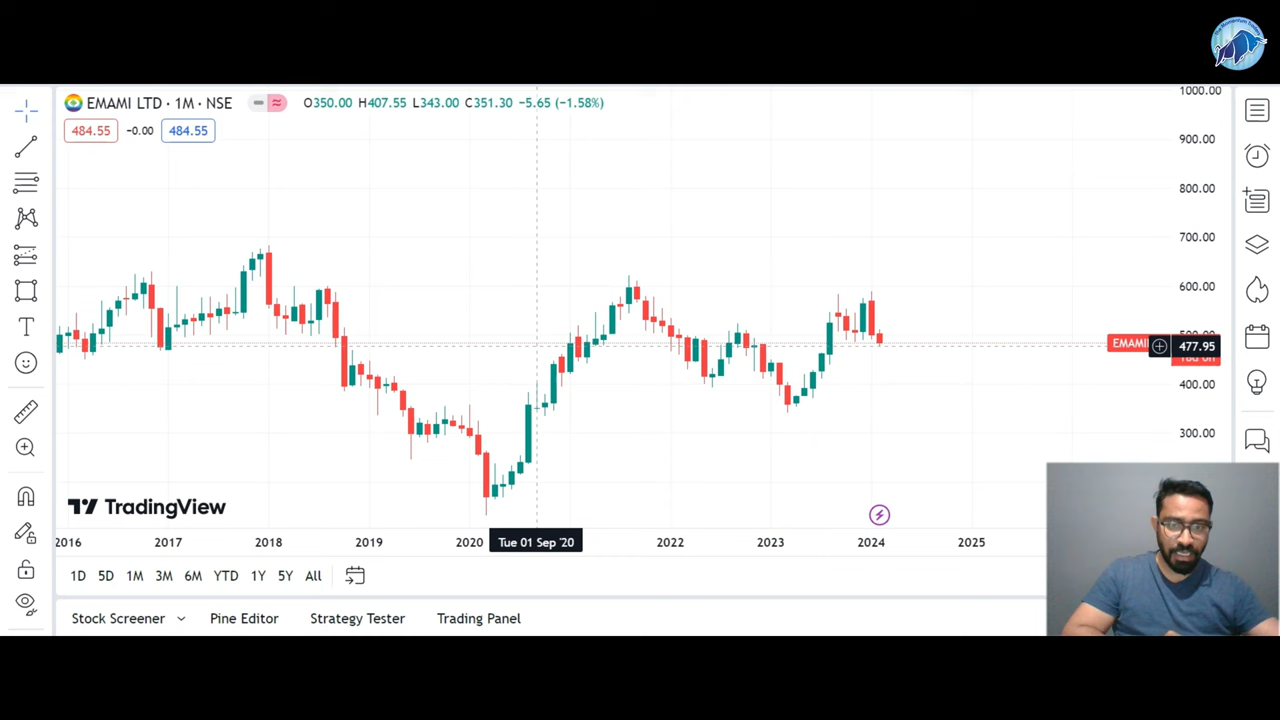 The Momentum
EMAMI LTD · 1M · NSE O350.00 H407.55 L343.00 C351.30 −5.65 (−1.58%)
484.55 −0.00 484.55
1000.00
900.00
800.00
700.00
600.00
EMAMI 477.95
400.00
300.00
TradingView
2016 2017 2018 2019 2020 Tue 01 Sep '20 2022 2023 2024 2025
1D 5D 1M 3M 6M YTD 1Y 5Y All
Stock Screener Pine Editor Strategy Tester Trading Panel